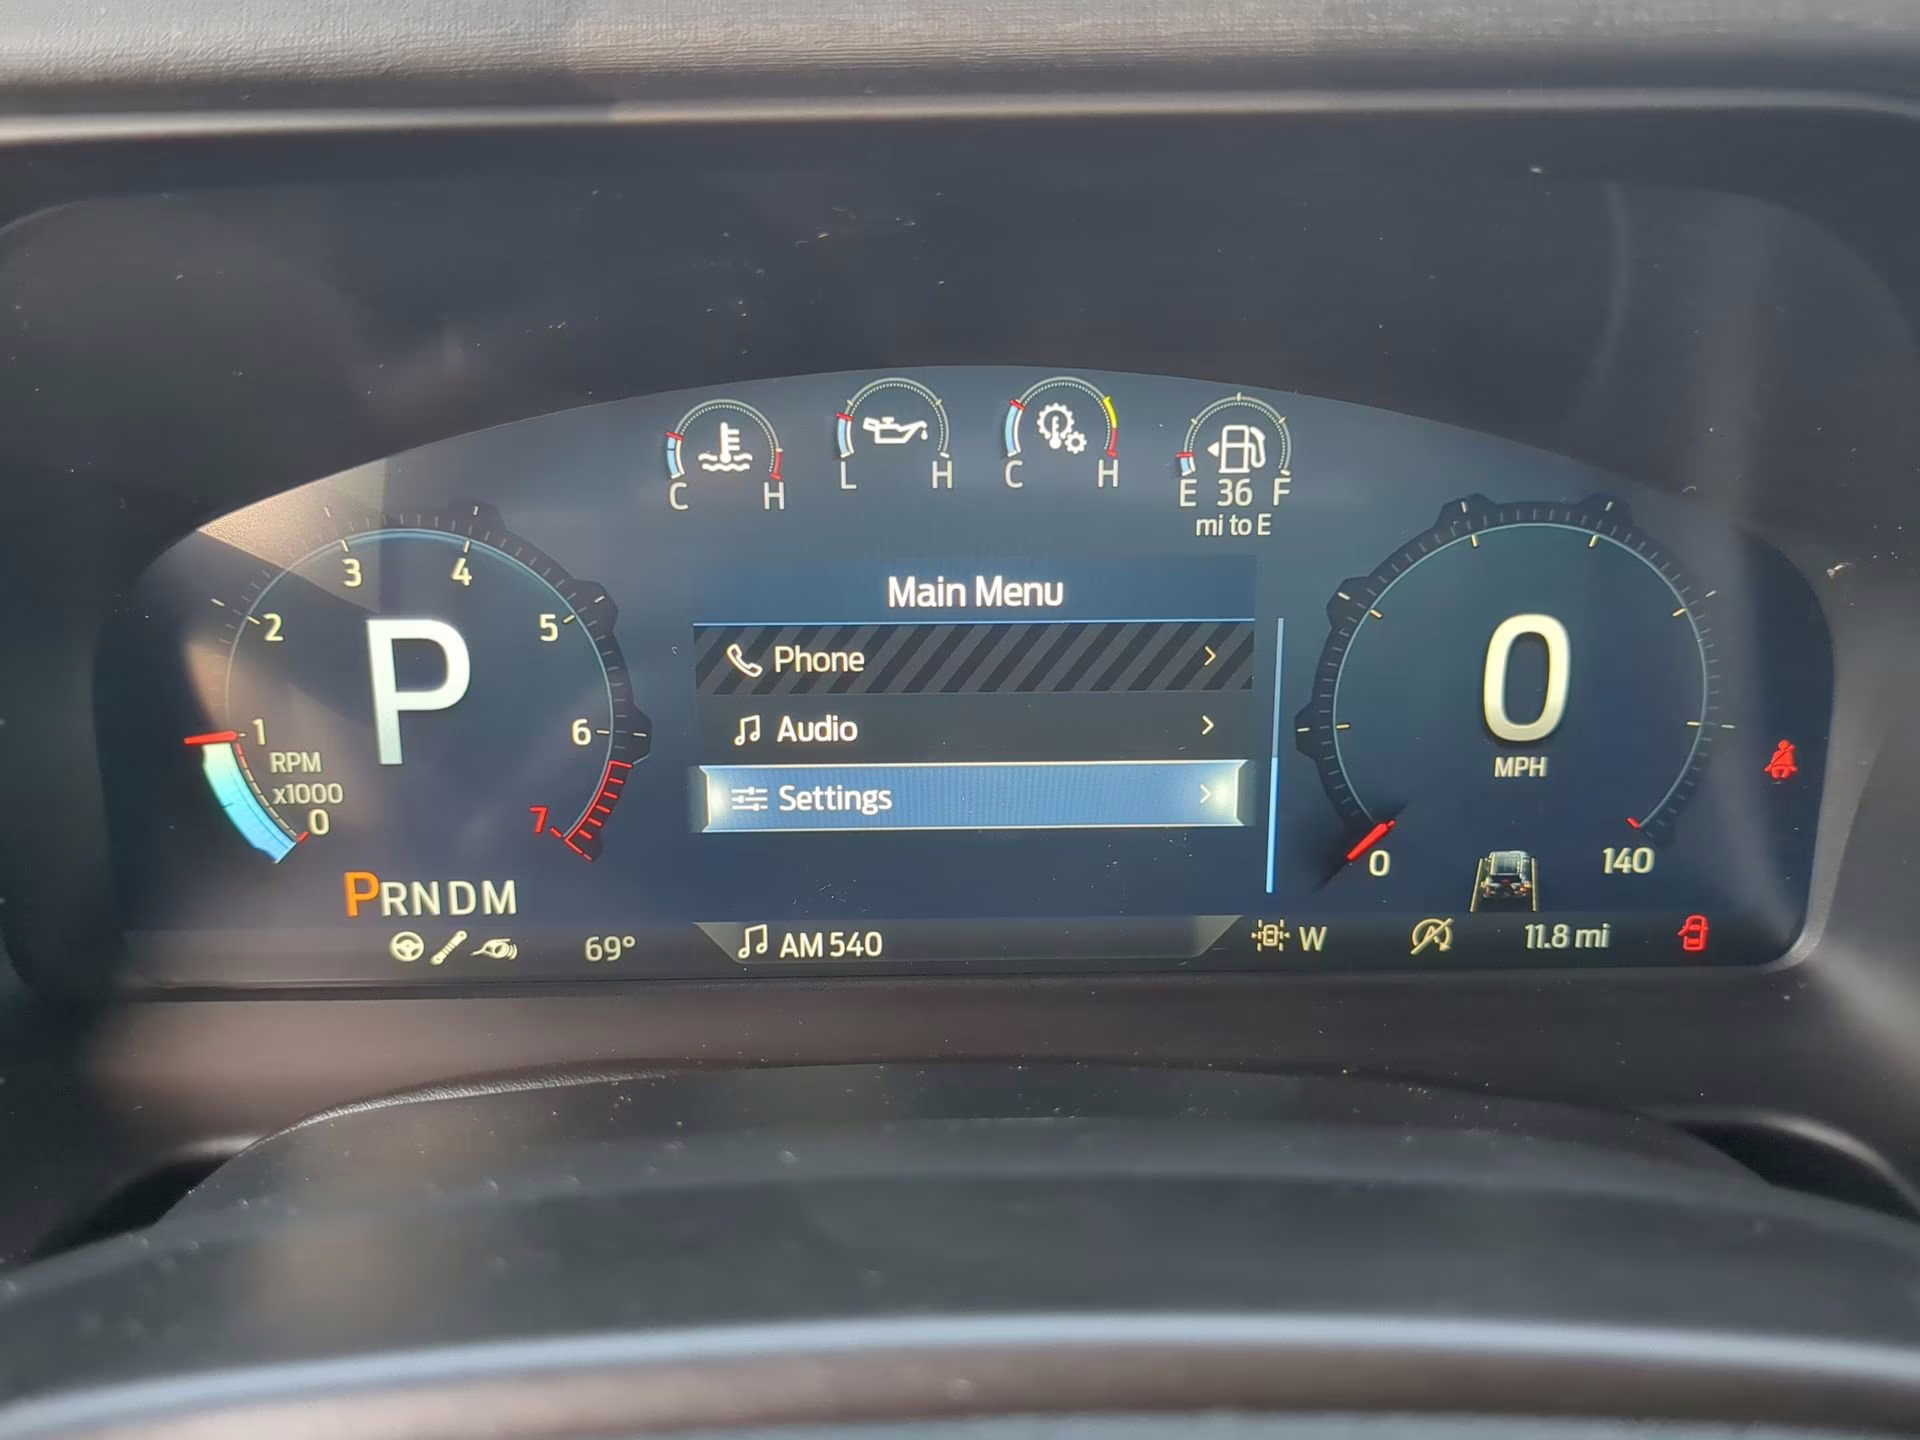 C H
L H
C H
E 36 F
mi to E
1 2 3 4 5 6 7
P
RPM
x1000
0
PRNDM
69°
Main Menu
Phone
Audio
Settings
AM 540
0
MPH
0 140
W
11.8 mi